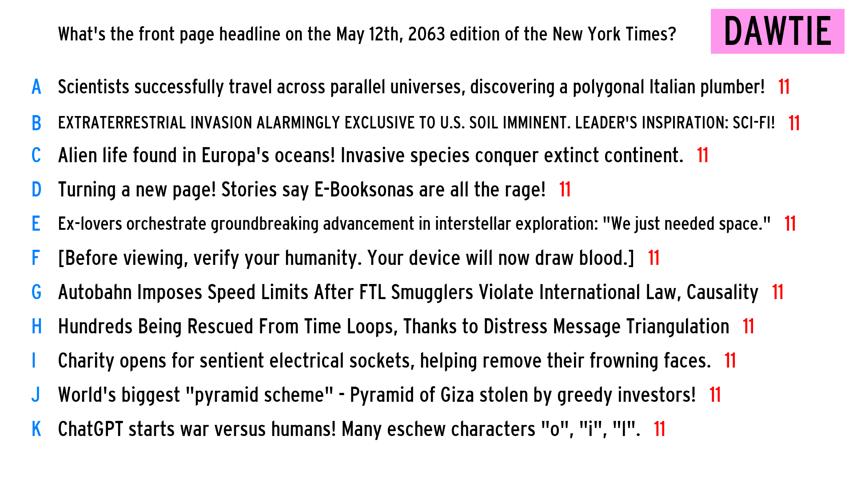 What's the front page headline on the May 12th, 2063 edition of the New York Times?
DAWTIE
A Scientists successfully travel across parallel universes, discovering a polygonal Italian plumber! 11
B EXTRATERRESTRIAL INVASION ALARMINGLY EXCLUSIVE TO U.S. SOIL IMMINENT. LEADER'S INSPIRATION: SCI-FI! 11
C Alien life found in Europa's oceans! Invasive species conquer extinct continent. 11
D Turning a new page! Stories say E-Booksonas are all the rage! 11
E Ex-lovers orchestrate groundbreaking advancement in interstellar exploration: "We just needed space." 11
F [Before viewing, verify your humanity. Your device will now draw blood.] 11
G Autobahn Imposes Speed Limits After FTL Smugglers Violate International Law, Causality 11
H Hundreds Being Rescued From Time Loops, Thanks to Distress Message Triangulation 11
I Charity opens for sentient electrical sockets, helping remove their frowning faces. 11
J World's biggest "pyramid scheme" - Pyramid of Giza stolen by greedy investors! 11
K ChatGPT starts war versus humans! Many eschew characters "o", "i", "l". 11